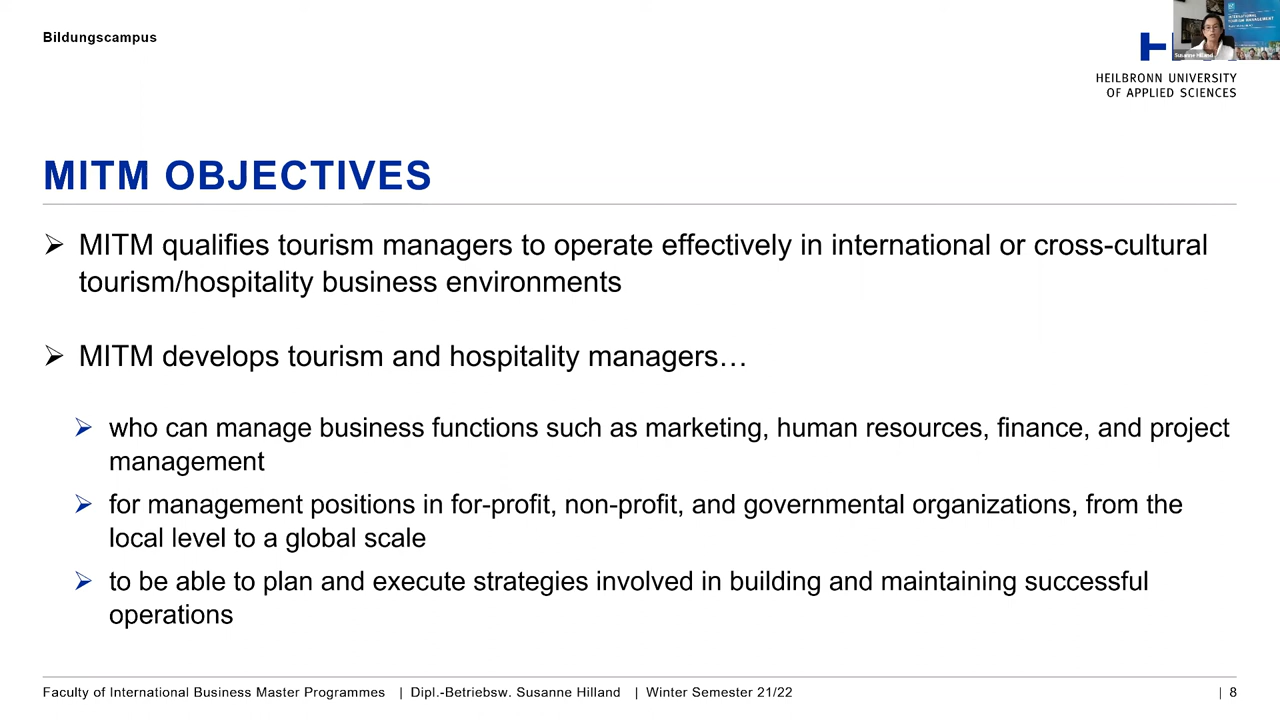 Bildungscampus
Susanne Hilland
HEILBRONN UNIVERSITY
OF APPLIED SCIENCES
MITM OBJECTIVES
➢ MITM qualifies tourism managers to operate effectively in international or cross-cultural
tourism/hospitality business environments
➢ MITM develops tourism and hospitality managers…
➢ who can manage business functions such as marketing, human resources, finance, and project
management
➢ for management positions in for-profit, non-profit, and governmental organizations, from the
local level to a global scale
➢ to be able to plan and execute strategies involved in building and maintaining successful
operations
Faculty of International Business Master Programmes | Dipl.-Betriebsw. Susanne Hilland | Winter Semester 21/22 | 8